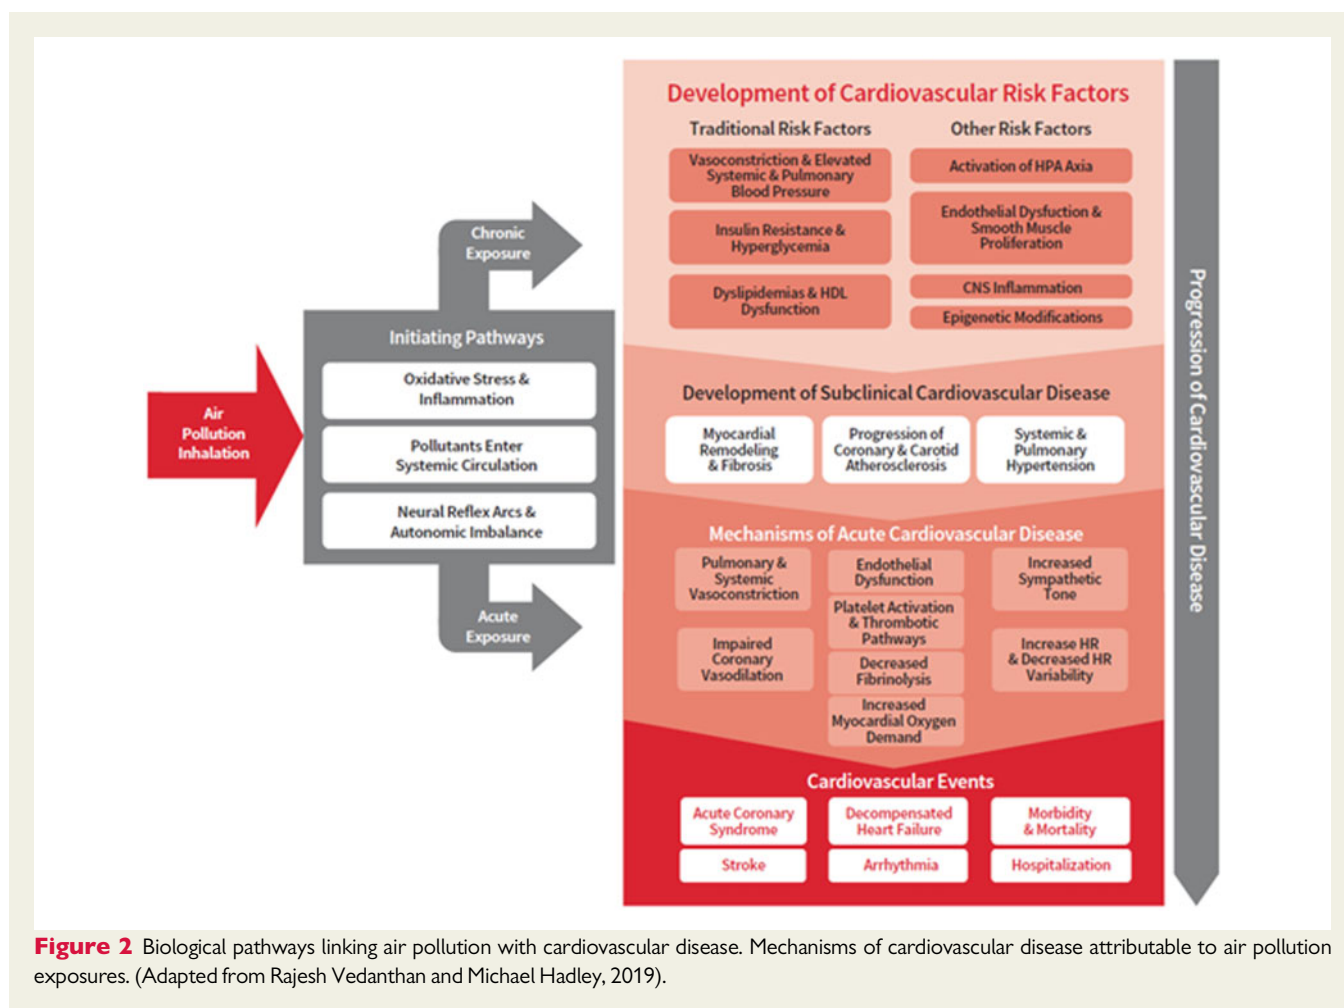 Air
Pollution
Inhalation
Chronic
Exposure
Initiating Pathways
Oxidative Stress &
Inflammation
Pollutants Enter
Systemic Circulation
Neural Reflex Arcs &
Autonomic Imbalance
Acute
Exposure
Development of Cardiovascular Risk Factors
Traditional Risk Factors
Vasoconstriction & Elevated
Systemic & Pulmonary
Blood Pressure
Insulin Resistance &
Hyperglycemia
Dyslipidemias & HDL
Dysfunction
Other Risk Factors
Activation of HPA Axia
Endothelial Dysfuction &
Smooth Muscle
Proliferation
CNS Inflammation
Epigenetic Modifications
Development of Subclinical Cardiovascular Disease
Myocardial
Remodeling
& Fibrosis
Progression of
Coronary & Carotid
Atherosclerosis
Systemic &
Pulmonary
Hypertension
Mechanisms of Acute Cardiovascular Disease
Pulmonary &
Systemic
Vasoconstriction
Impaired
Coronary
Vasodilation
Endothelial
Dysfunction
Platelet Activation
& Thrombotic
Pathways
Decreased
Fibrinolysis
Increased
Myocardial Oxygen
Demand
Increased
Sympathetic
Tone
Increase HR
& Decreased HR
Variability
Cardiovascular Events
Acute Coronary
Syndrome
Decompensated
Heart Failure
Morbidity
& Mortality
Stroke
Arrhythmia
Hospitalization
Progression of Cardiovascular Disease
Figure 2 Biological pathways linking air pollution with cardiovascular disease. Mechanisms of cardiovascular disease attributable to air pollution
exposures. (Adapted from Rajesh Vedanthan and Michael Hadley, 2019).